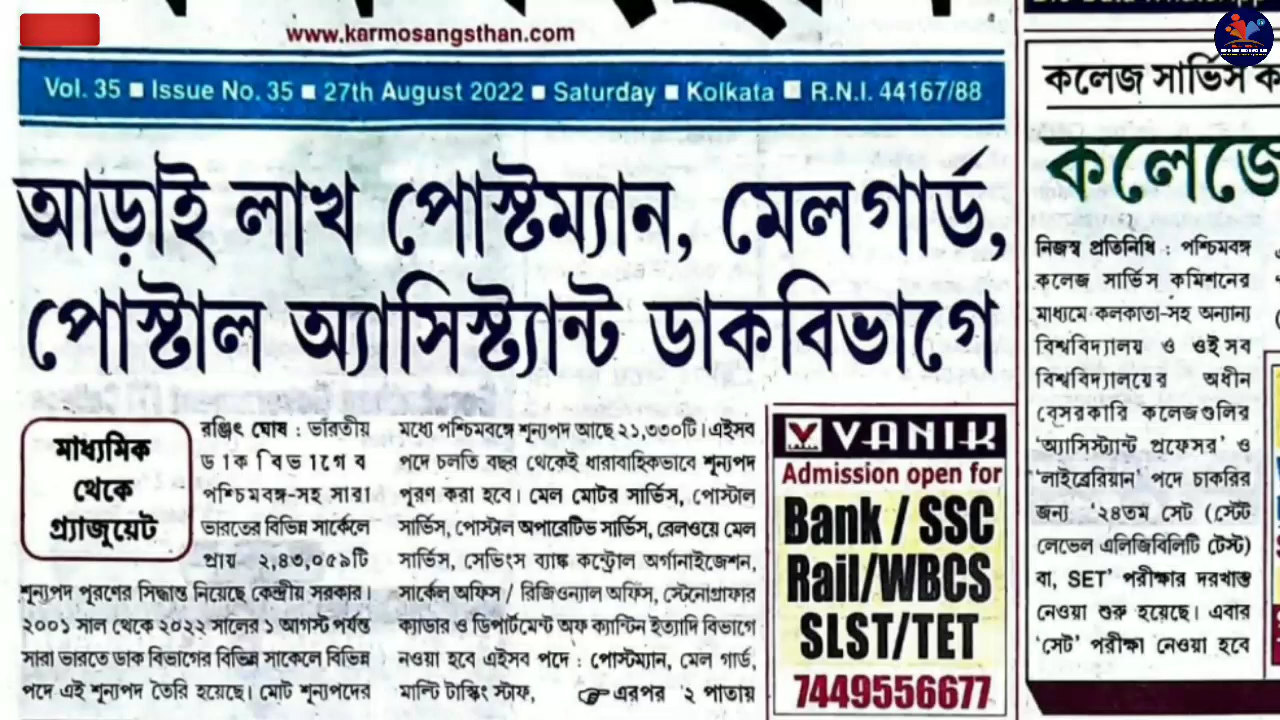 www.karmosangsthan.com
Vol. 35 ■ Issue No. 35 ■ 27th August 2022 ■ Saturday ■ Kolkata ■ R.N.I. 44167/88
আড়াই লাখ পোস্টম্যান, মেল গার্ড,
পোস্টাল অ্যাসিস্ট্যান্ট ডাকবিভাগে
মাধ্যমিক
থেকে
গ্র্যাজুয়েট
রঞ্জিৎ ঘোষ : ভারতীয়
ডাক বিভাগের
পশ্চিমবঙ্গ-সহ সারা
ভারতের বিভিন্ন সার্কেলে
প্রায় ২,৪৩,০৫৯টি
শূন্যপদ পূরণের সিদ্ধান্ত নিয়েছে কেন্দ্রীয় সরকার।
২০০১ সাল থেকে ২০২২ সালের ১ আগস্ট পর্যন্ত
সারা ভারতে ডাক বিভাগের বিভিন্ন সার্কেলে বিভিন্ন
পদে এই শূন্যপদ তৈরি হয়েছে। মোট শূন্যপদের
মধ্যে পশ্চিমবঙ্গে শূন্যপদ আছে ২১,৩৩০টি। এইসব
পদে চলতি বছর থেকেই ধারাবাহিকভাবে শূন্যপদ
পূরণ করা হবে। মেল মোটর সার্ভিস, পোস্টাল
সার্ভিস, পোস্টাল অপারেটিভ সার্ভিস, রেলওয়ে মেল
সার্ভিস, সেভিংস ব্যাঙ্ক কন্ট্রোল অর্গানাইজেশন,
সার্কেল অফিস / রিজিওন্যাল অফিস, স্টেনোগ্রাফার
ক্যাডার ও ডিপার্টমেন্ট অফ ক্যান্টিন ইত্যাদি বিভাগে
নওয়া হবে এইসব পদে : পোস্টম্যান, মেল গার্ড,
মাল্টি টাস্কিং স্টাফ, ☞ এরপর ২ পাতায়
VANIK
Admission open for
Bank / SSC
Rail/WBCS
SLST/TET
7449556677
কলেজ সার্ভিস ক
কলেজে
নিজস্ব প্রতিনিধি : পশ্চিমবঙ্গ
কলেজ সার্ভিস কমিশনের
মাধ্যমে কলকাতা-সহ অন্যান্য
বিশ্ববিদ্যালয় ও ওই সব
বিশ্ববিদ্যালয়ের অধীন
বেসরকারি কলেজগুলির
'অ্যাসিস্ট্যান্ট প্রফেসর' ও
'লাইব্রেরিয়ান' পদে চাকরির
জন্য '২৪তম সেট (স্টেট
লেভেল এলিজিবিলিটি টেস্ট)
বা, SET' পরীক্ষার দরখাস্ত
নেওয়া শুরু হয়েছে। এবার
'সেট' পরীক্ষা নেওয়া হবে